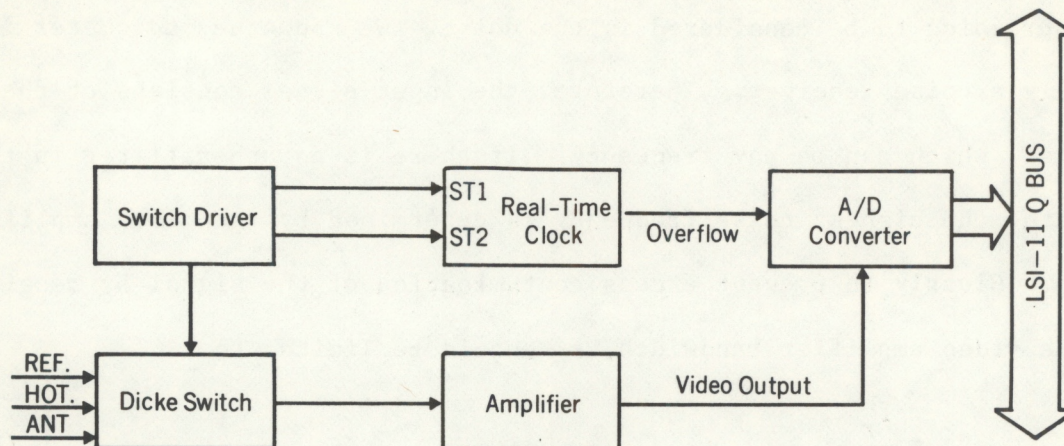 Switch Driver
ST1
ST2
Real-Time
Clock
Overflow
A/D
Converter
LSI-11 Q BUS
REF.
HOT.
ANT
Dicke Switch
Amplifier
Video Output